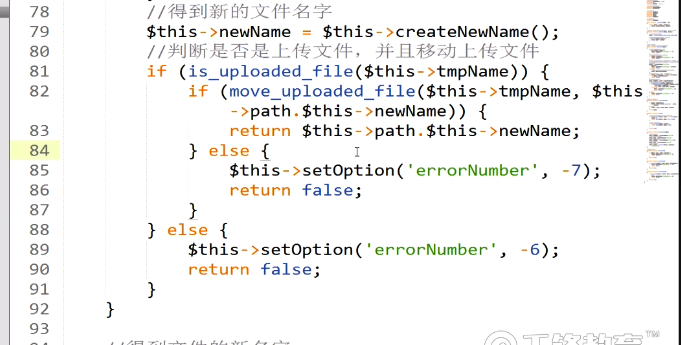 78 //得到新的文件名字
79 $this->newName = $this->createNewName();
80 //判断是否是上传文件，并且移动上传文件
81 if (is_uploaded_file($this->tmpName)) {
82 if (move_uploaded_file($this->tmpName, $this
->path.$this->newName)) {
83 return $this->path.$this->newName;
84 } else {
85 $this->setOption('errorNumber', -7);
86 return false;
87 }
88 } else {
89 $this->setOption('errorNumber', -6);
90 return false;
91 }
92 }
93